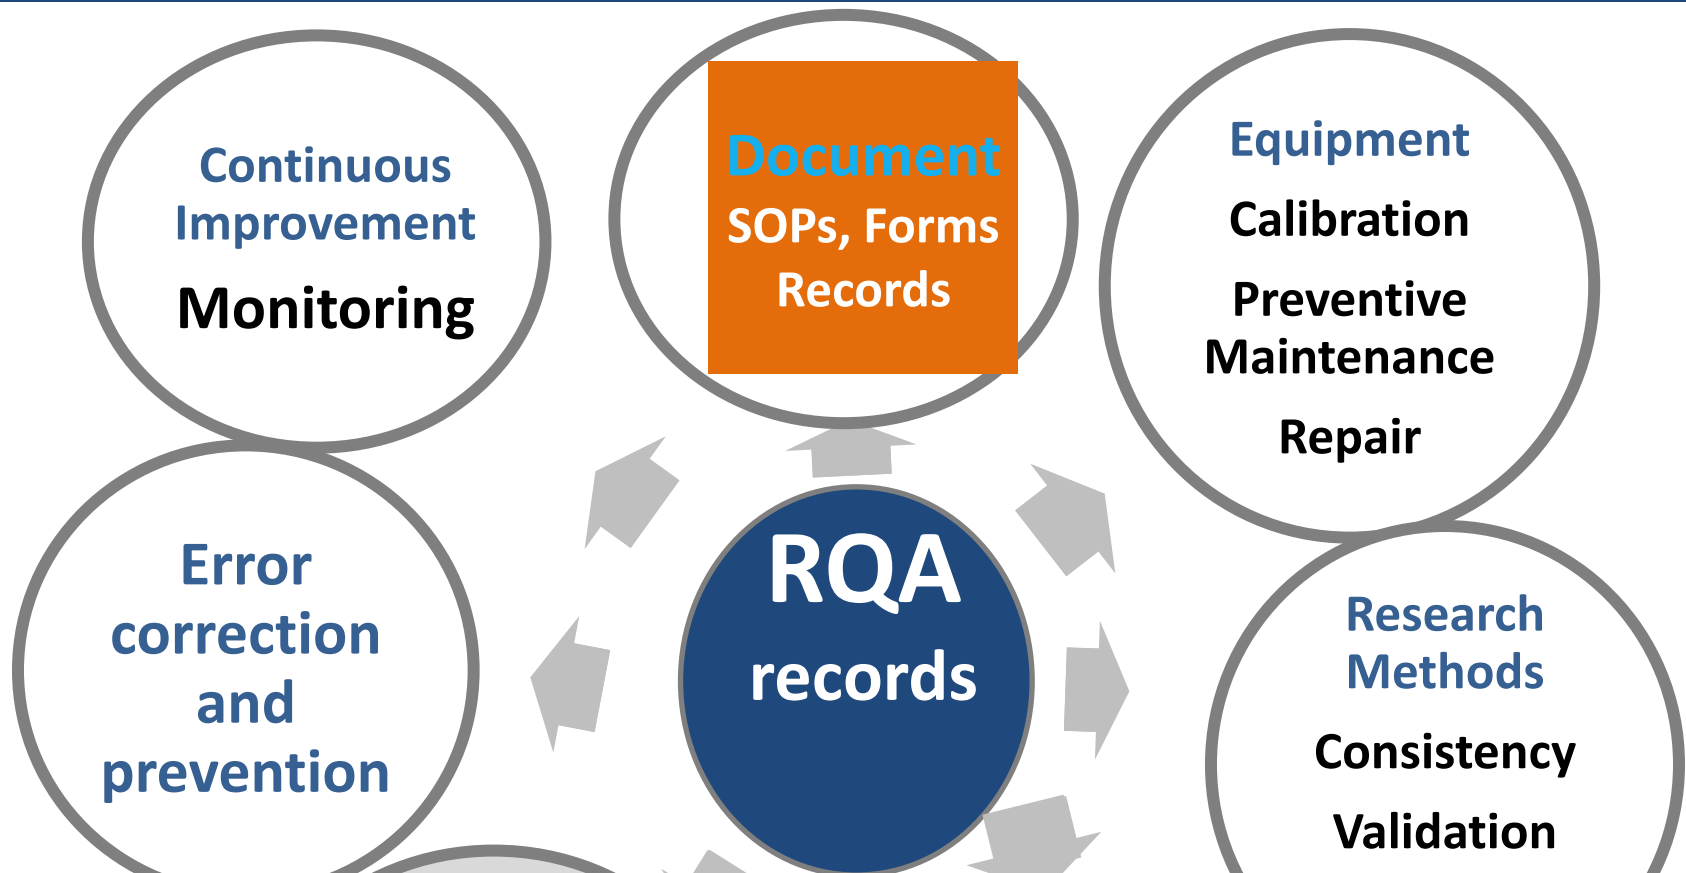 Continuous
Improvement
Monitoring
Document
SOPs, Forms
Records
Equipment
Calibration
Preventive
Maintenance
Repair
Error
correction
and
prevention
RQA
records
Research
Methods
Consistency
Validation